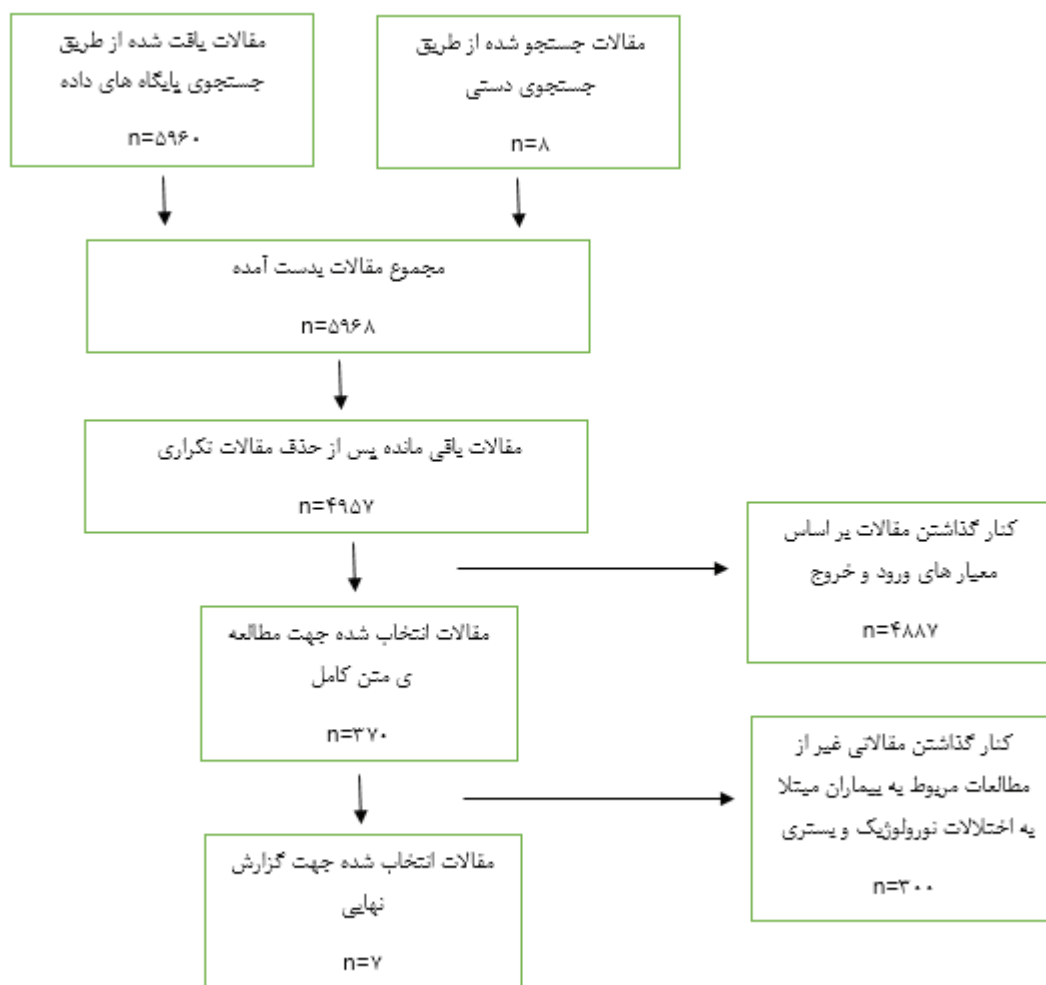 مقالات یافت شده از طریق
جستجوی پایگاه های داده
n=۵۹۶۰
مقالات جستجو شده از طریق
جستجوی دستی
n=۸
مجموع مقالات بدست آمده
n=۵۹۶۸
مقالات باقی مانده پس از حذف مقالات تکراری
n=۴۹۵۷
کنار گذاشتن مقالات بر اساس
معیار های ورود و خروج
n=۴۸۸۷
مقالات انتخاب شده جهت مطالعه
ی متن کامل
n=۳۷۰
کنار گذاشتن مقالاتی غیر از
مطالعات مربوط به بیماران مبتلا
به اختلالات نورولوژیک و بستری
n=۳۰۰
مقالات انتخاب شده جهت گزارش
نهایی
n=۷